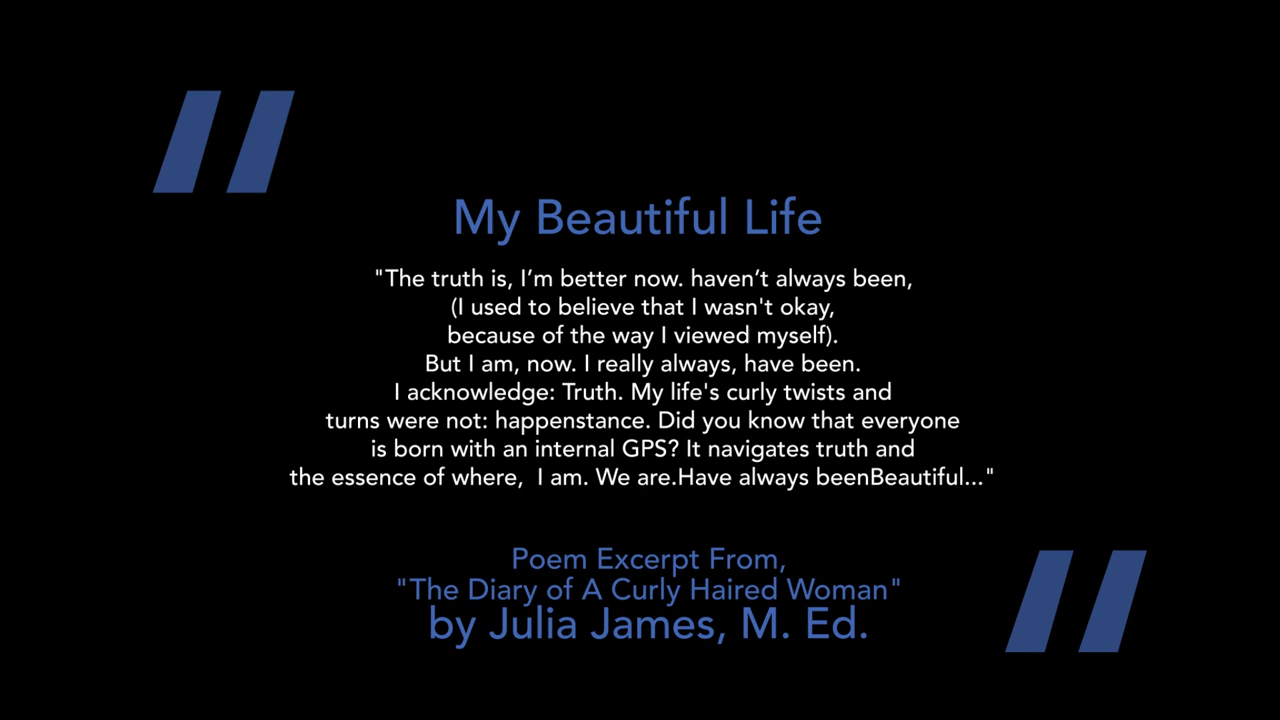 My Beautiful Life
"The truth is, I’m better now. haven’t always been,
(I used to believe that I wasn't okay,
because of the way I viewed myself).
But I am, now. I really always, have been.
I acknowledge: Truth. My life's curly twists and
turns were not: happenstance. Did you know that everyone
is born with an internal GPS? It navigates truth and
the essence of where,  I am. We are.Have always beenBeautiful..."
Poem Excerpt From,
"The Diary of A Curly Haired Woman"
by Julia James, M. Ed.